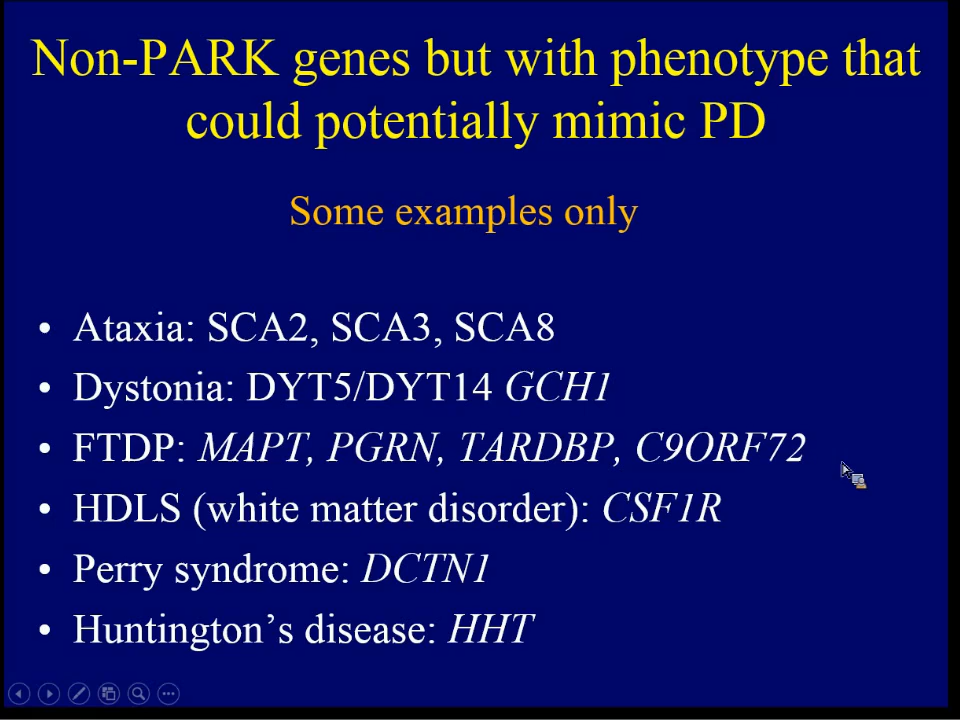 Non-PARK genes but with phenotype that
could potentially mimic PD
Some examples only
• Ataxia: SCA2, SCA3, SCA8
• Dystonia: DYT5/DYT14 GCH1
• FTDP: MAPT, PGRN, TARDBP, C9ORF72
• HDLS (white matter disorder): CSF1R
• Perry syndrome: DCTN1
• Huntington’s disease: HHT